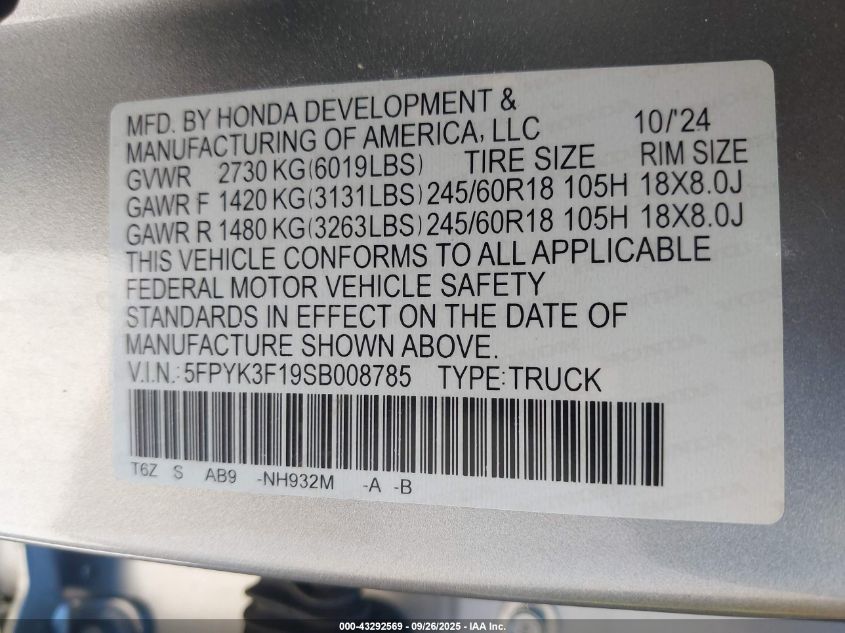 MFD. BY HONDA DEVELOPMENT &
MANUFACTURING OF AMERICA, LLC 10/'24
GVWR 2730 KG(6019LBS) TIRE SIZE RIM SIZE
GAWR F 1420 KG(3131LBS) 245/60R18 105H 18X8.0J
GAWR R 1480 KG(3263LBS) 245/60R18 105H 18X8.0J
THIS VEHICLE CONFORMS TO ALL APPLICABLE
FEDERAL MOTOR VEHICLE SAFETY
STANDARDS IN EFFECT ON THE DATE OF
MANUFACTURE SHOWN ABOVE.
V.I.N.: 5FPYK3F19SB008785 TYPE:TRUCK
T6Z S AB9 -NH932M -A -B
000-43292569 | 09/26/2025 | IAA Inc.